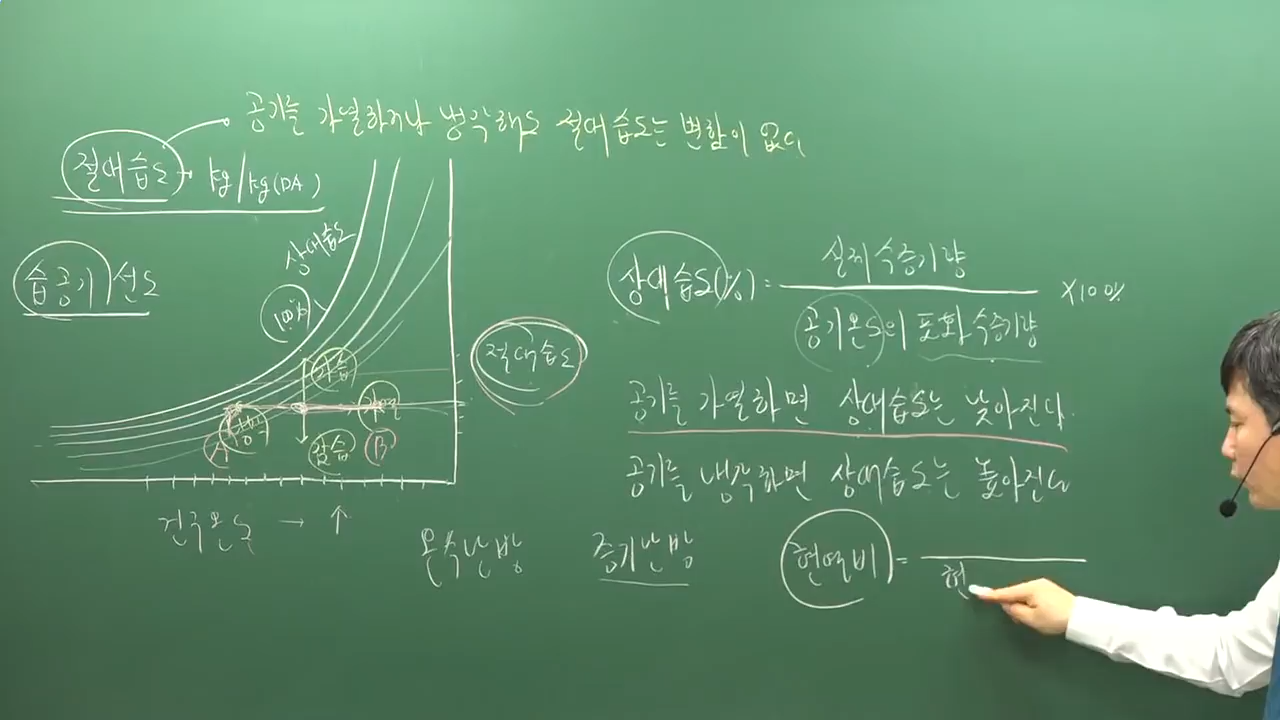 공기를 가열하거나 냉각해도 절대습도는 변함이 없다
절대습도 kg/kg(DA)
습공기 선도
상대습도
100%
가습
가열
냉각
감습
A
B
절대습도
건구온도 → ↑
상대습도(%) = 실제 수증기량
공기온도의 포화수증기량
X100%
공기를 가열하면 상대습도는 낮아진다.
공기를 냉각하면 상대습도는 높아진다
온수난방 증기난방
현열비 =
현